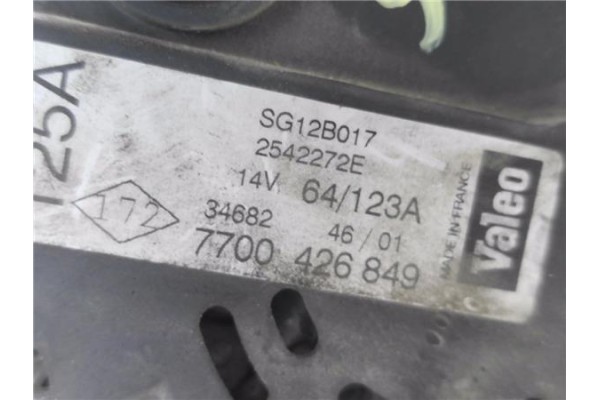 125A
SG12B017
2542272E
14V 64/123A
172
34682 46/01
7700 426 849
MADE IN FRANCE
Valeo